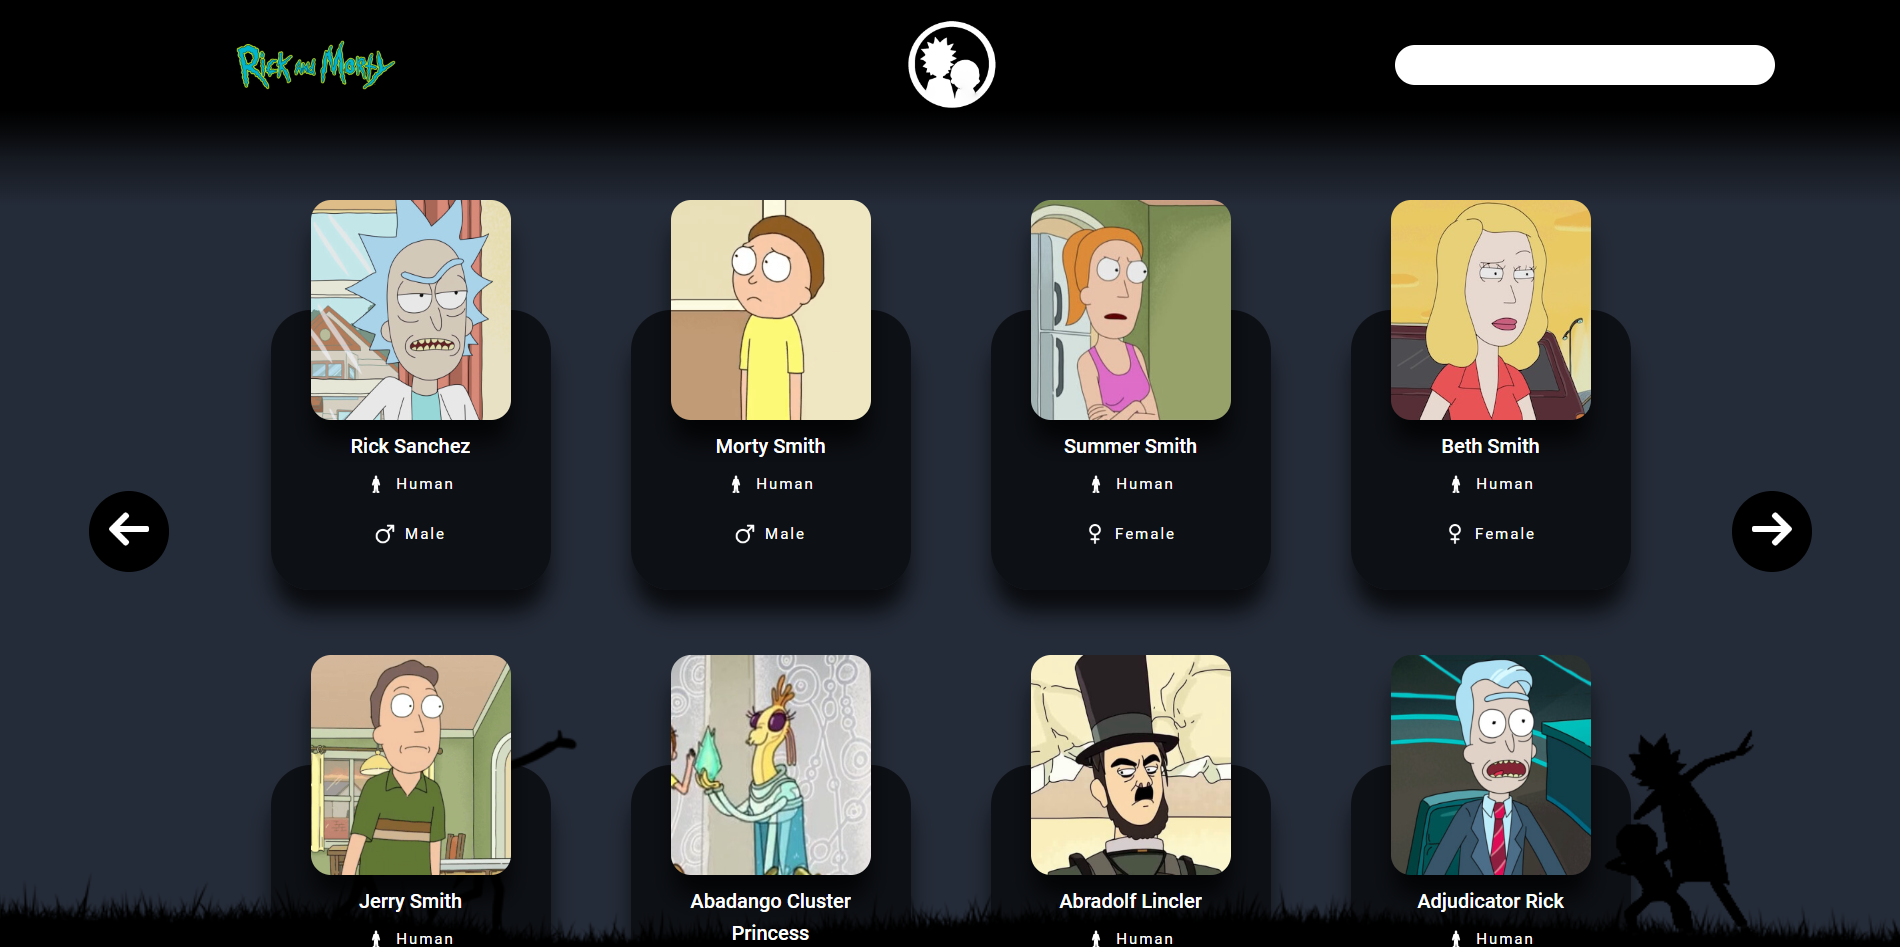 Rick and Morty
Rick Sanchez
Human
Male
Morty Smith
Human
Male
Summer Smith
Human
Female
Beth Smith
Human
Female
Jerry Smith
Human
Abadango Cluster
Princess
Abradolf Lincler
Human
Adjudicator Rick
Human